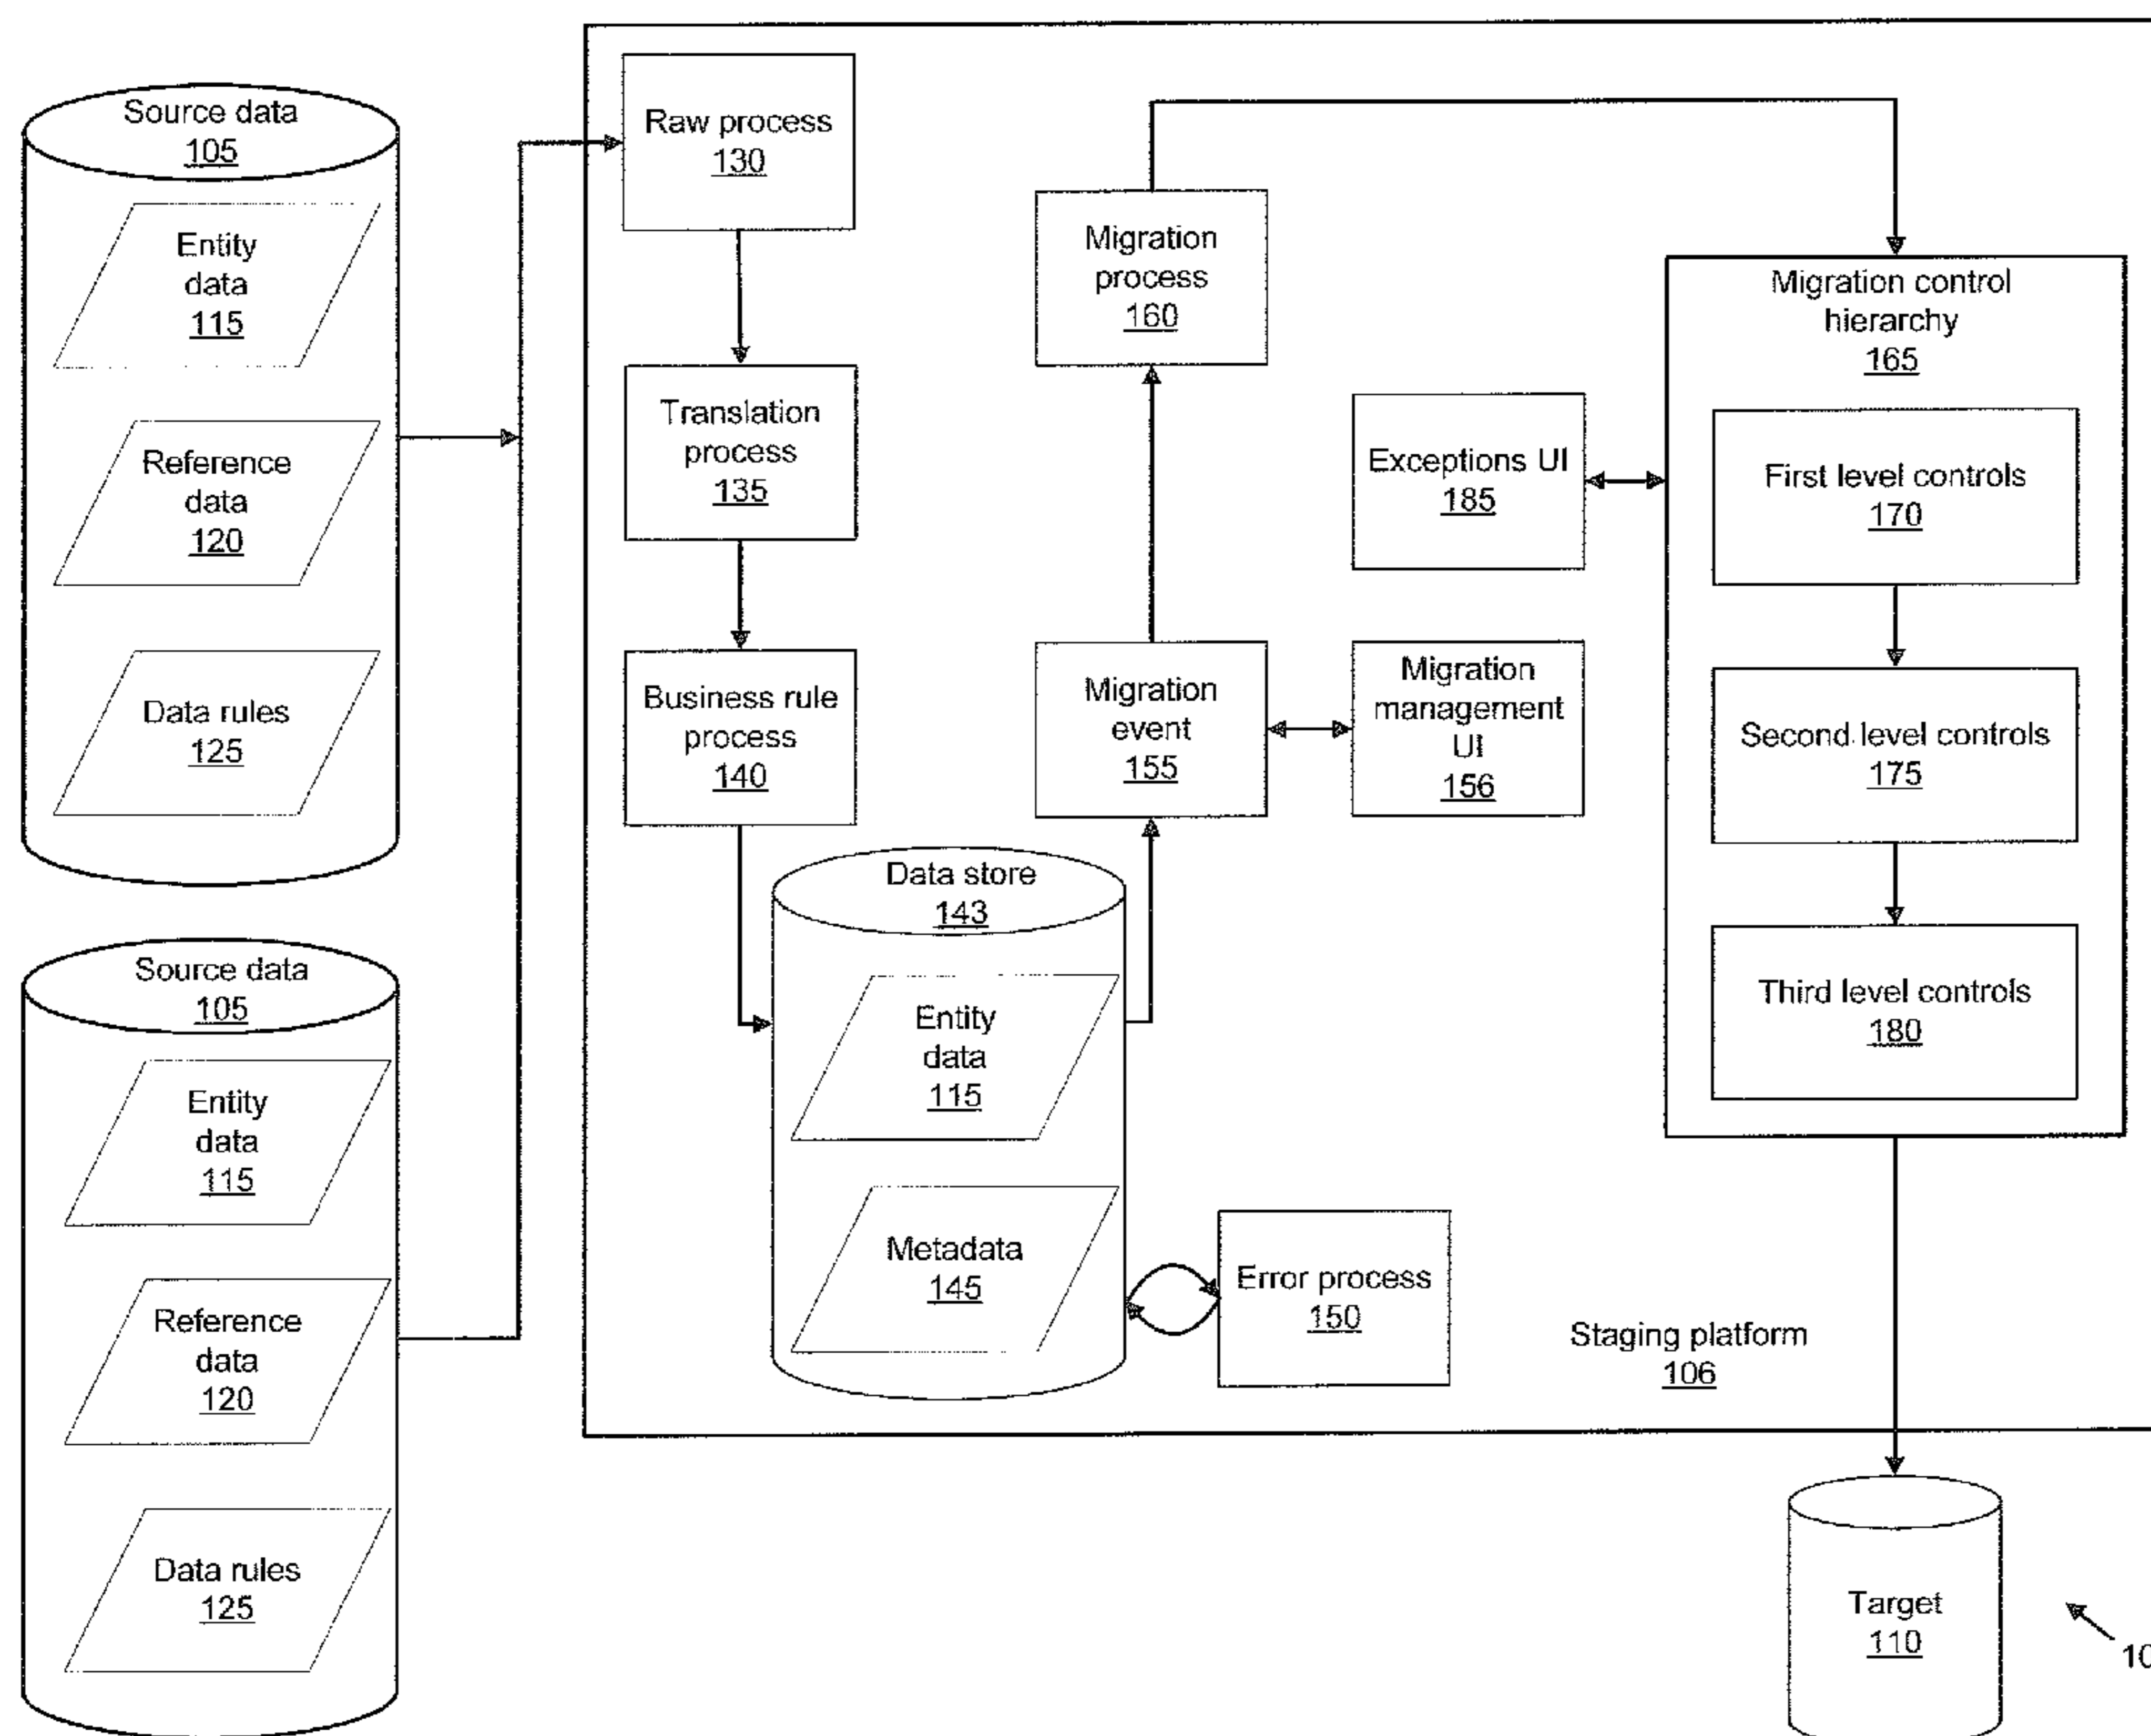 Source data
105
Entity
data
115
Reference
data
120
Data rules
125
Source data
105
Entity
data
115
Reference
data
120
Data rules
125
Raw process
130
Translation
process
135
Business rule
process
140
Data store
143
Entity
data
115
Metadata
145
Error process
150
Migration
event
155
Migration
management
UI
156
Migration
process
160
Exceptions UI
185
Migration control
hierarchy
165
First level controls
170
Second level controls
175
Third level controls
180
Staging platform
106
Target
110